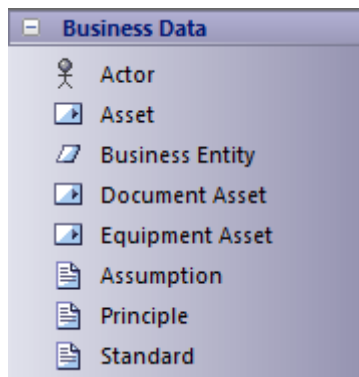 Business Data
Actor
Asset
Business Entity
Document Asset
Equipment Asset
Assumption
Principle
Standard